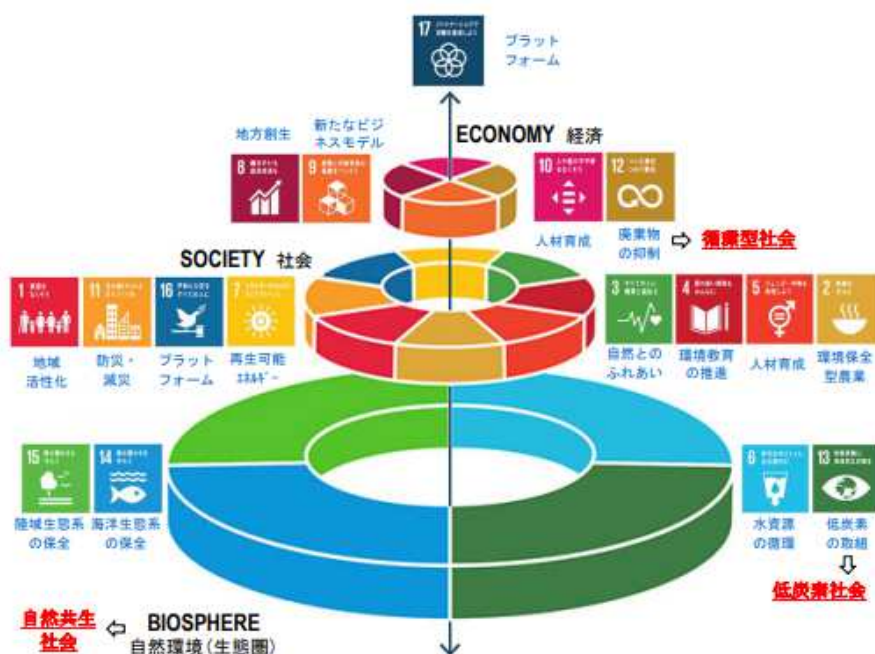 17
プラット
フォーム
ECONOMY 経済
地方創生
新たなビジ
ネスモデル
8
9
10
12
人材育成
廃棄物
の抑制
⇨ 循環型社会
SOCIETY 社会
1
11
16
7
3
4
5
2
地域
活性化
防災・
減災
プラット
フォーム
再生可能
エネルギー
自然との
ふれあい
環境教育
の推進
人材育成
環境保全
型農業
15
14
6
13
陸域生態系
の保全
海洋生態系
の保全
水資源
の循環
低炭素
の取組
低炭素社会
自然共生
社会
BIOSPHERE
自然環境(生態圏)